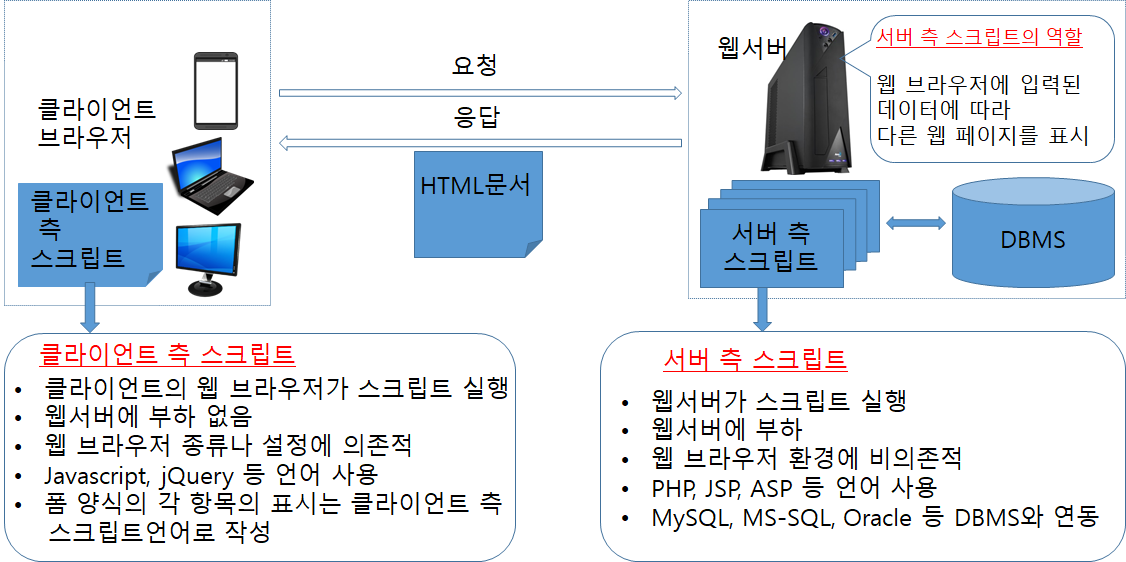 클라이언트
브라우저
클라이언트
측
스크립트
요청
응답
HTML문서
웹서버
서버 측 스크립트의 역할
웹 브라우저에 입력된
데이터에 따라
다른 웹 페이지를 표시
서버 측
스크립트
DBMS
클라이언트 측 스크립트
• 클라이언트의 웹 브라우저가 스크립트 실행
• 웹서버에 부하 없음
• 웹 브라우저 종류나 설정에 의존적
• Javascript, jQuery 등 언어 사용
• 폼 양식의 각 항목의 표시는 클라이언트 측
스크립트언어로 작성
서버 측 스크립트
• 웹서버가 스크립트 실행
• 웹서버에 부하
• 웹 브라우저 환경에 비의존적
• PHP, JSP, ASP 등 언어 사용
• MySQL, MS-SQL, Oracle 등 DBMS와 연동